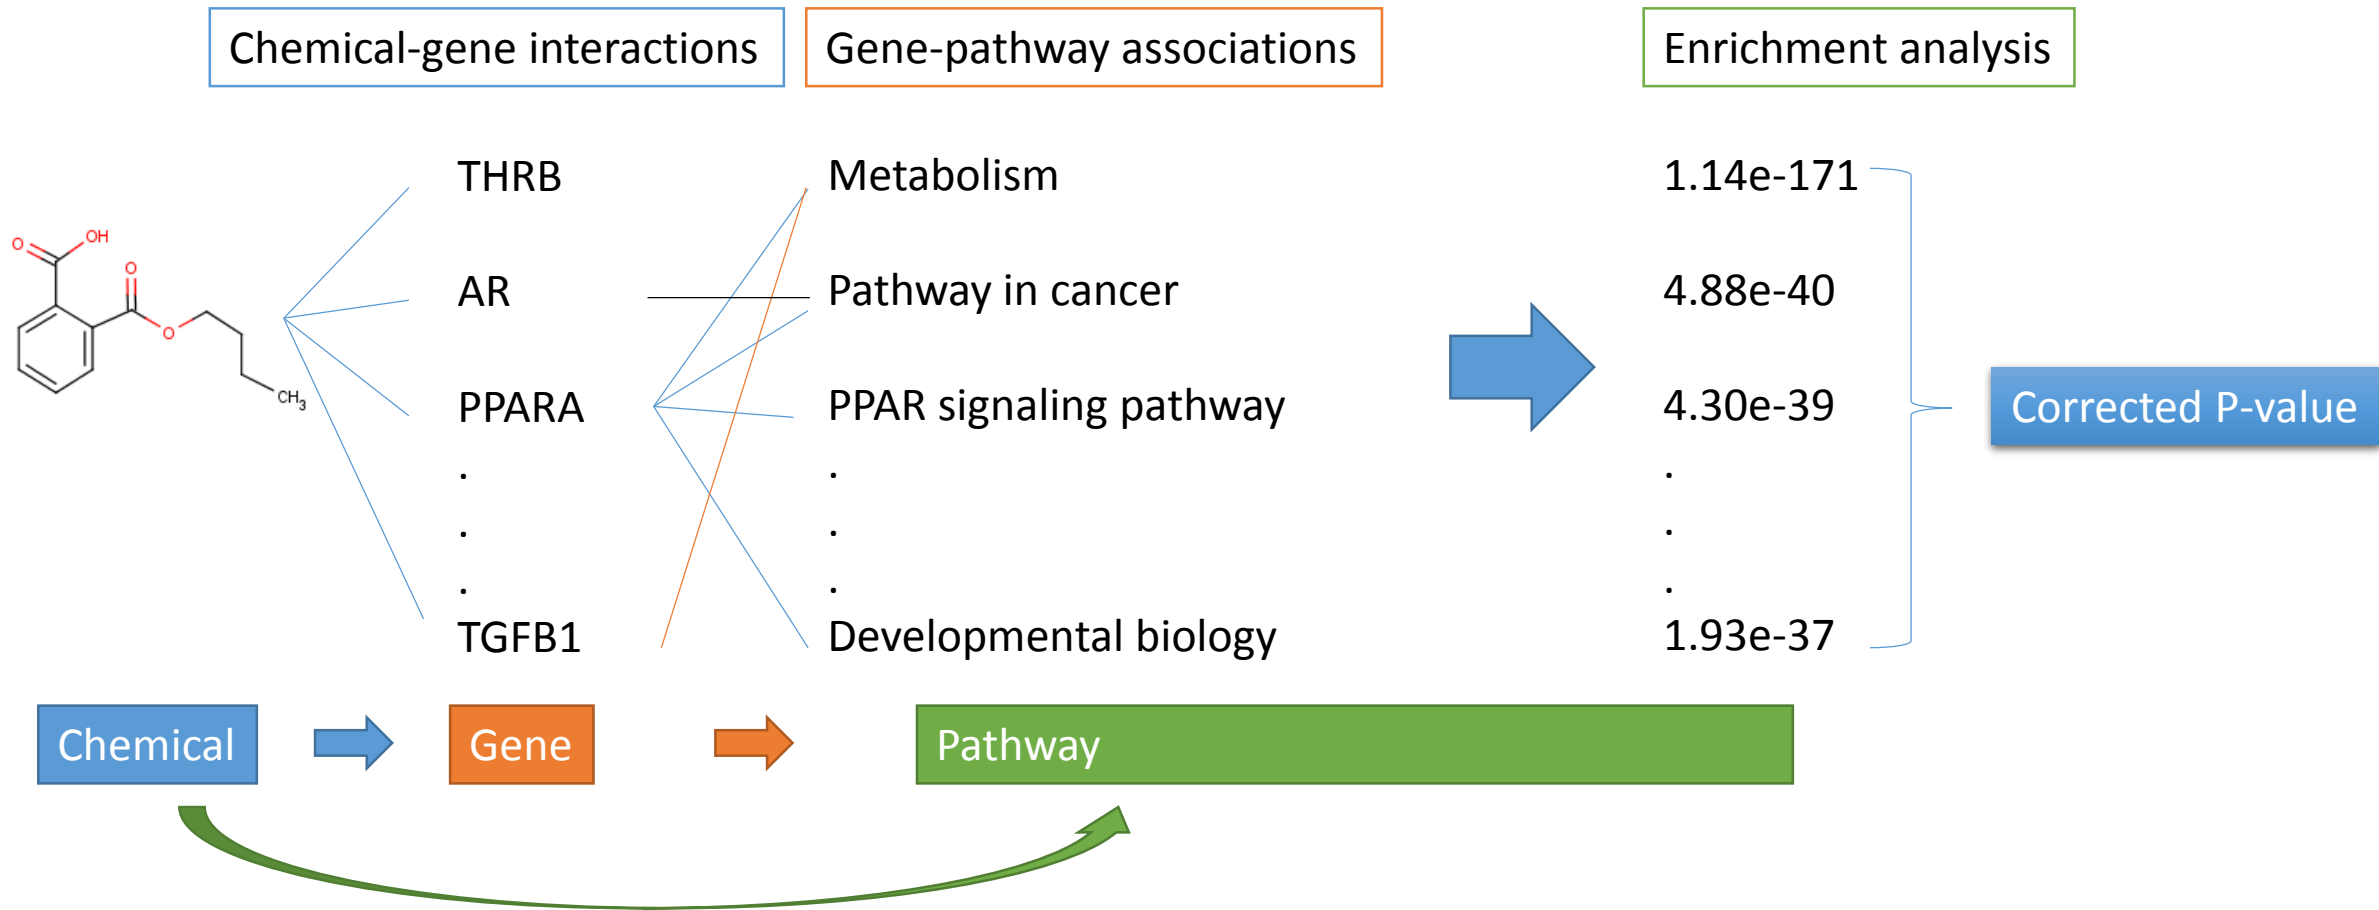 Chemical-gene interactions
Gene-pathway associations
Enrichment analysis
THRB
Metabolism
1.14e-171
O
OH
O
O
CH3
AR
Pathway in cancer
4.88e-40
PPARA
PPAR signaling pathway
4.30e-39
Corrected P-value
.
.
.
.
.
.
.
.
.
TGFB1
Developmental biology
1.93e-37
Chemical
Gene
Pathway